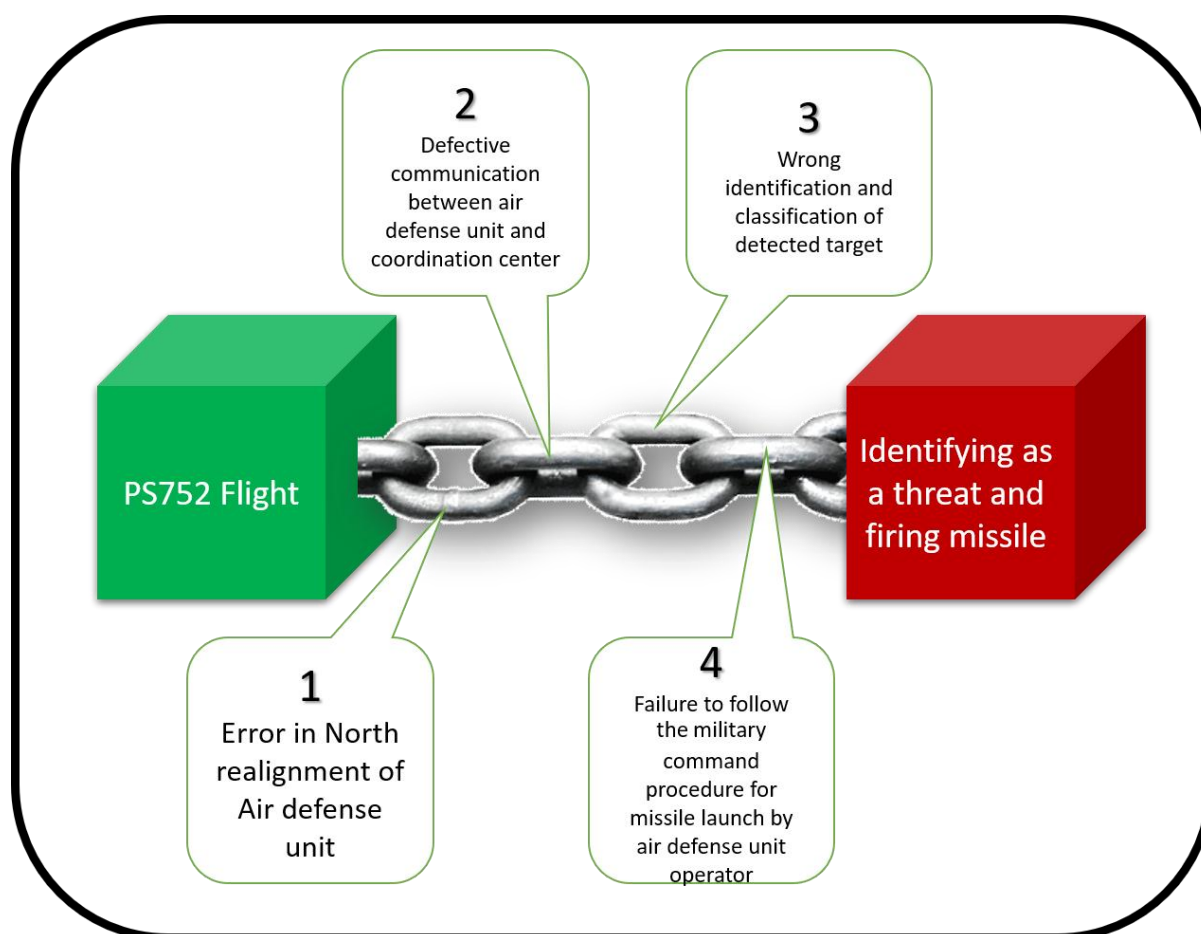 2
Defective
communication
between air
defense unit and
coordination center
3
Wrong
identification and
classification of
detected target
PS752 Flight
Identifying as
a threat and
firing missile
1
Error in North
realignment of
Air defense
unit
4
Failure to follow
the military
command
procedure for
missile launch by
air defense unit
operator